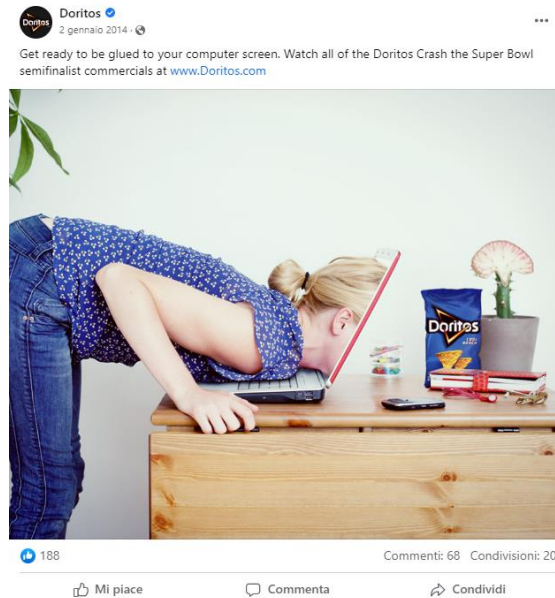 Doritos
Doritos
2 gennaio 2014
Get ready to be glued to your computer screen. Watch all of the Doritos Crash the Super Bowl
semifinalist commercials at www.Doritos.com
Doritos
188
Commenti: 68 Condivisioni: 20
Mi piace
Commenta
Condividi